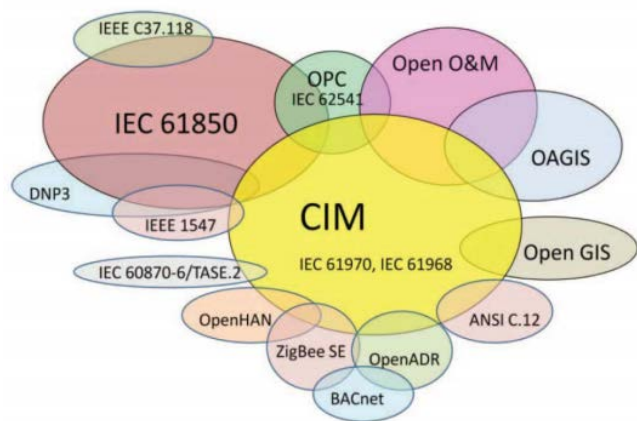 IEEE C37.118
OPC
IEC 62541
Open O&M
IEC 61850
OAGIS
DNP3
IEEE 1547
CIM
IEC 61970, IEC 61968
Open GIS
IEC 60870-6/TASE.2
OpenHAN
ANSI C.12
ZigBee SE
OpenADR
BACnet